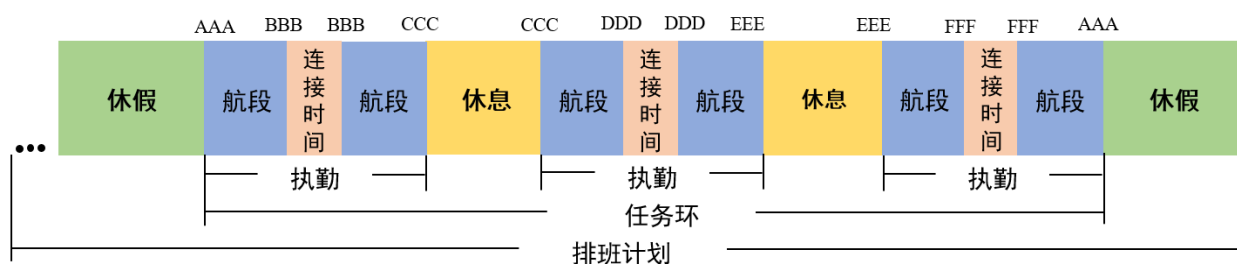 AAA BBB BBB CCC CCC DDD DDD EEE EEE FFF FFF AAA
休假 航段 连接时间 航段 休息 航段 连接时间 航段 休息 航段 连接时间 航段 休假
...
执勤 执勤 执勤
任务环
排班计划